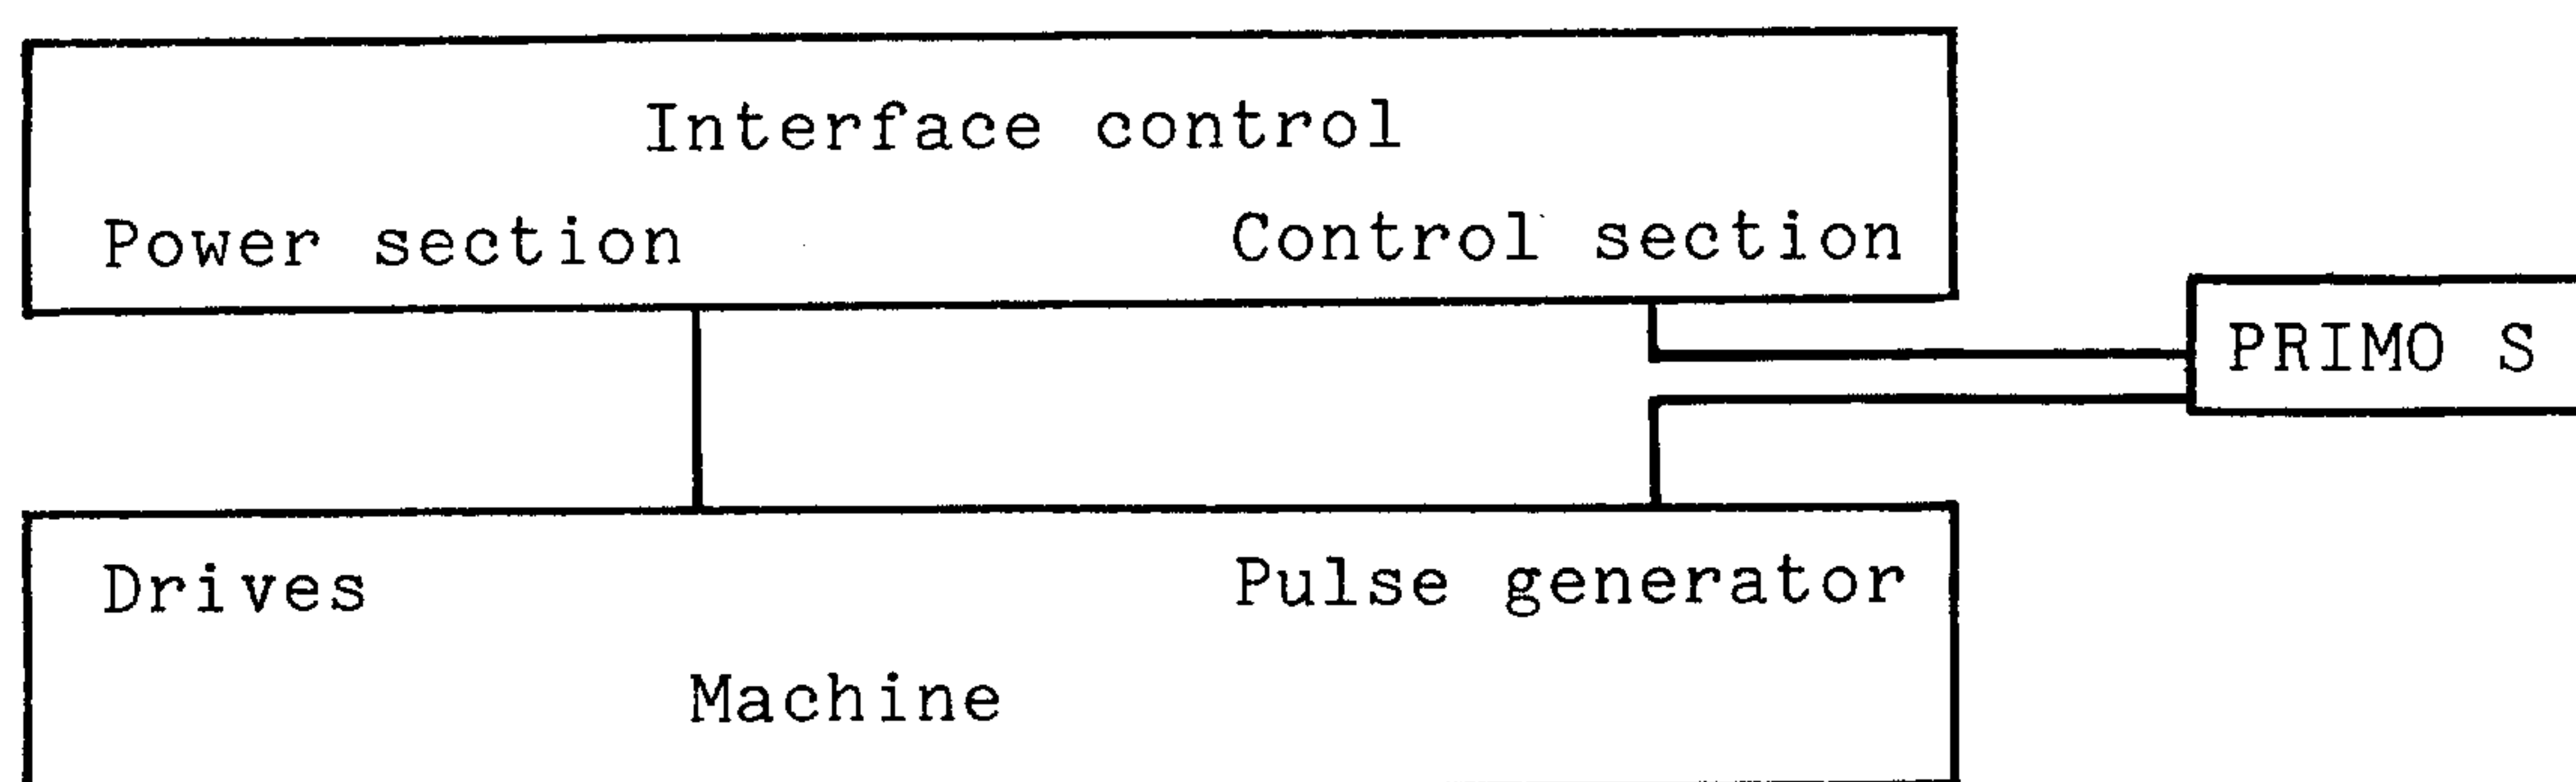 Interface control
Power section
Control section
PRIMO S
Drives
Pulse generator
Machine